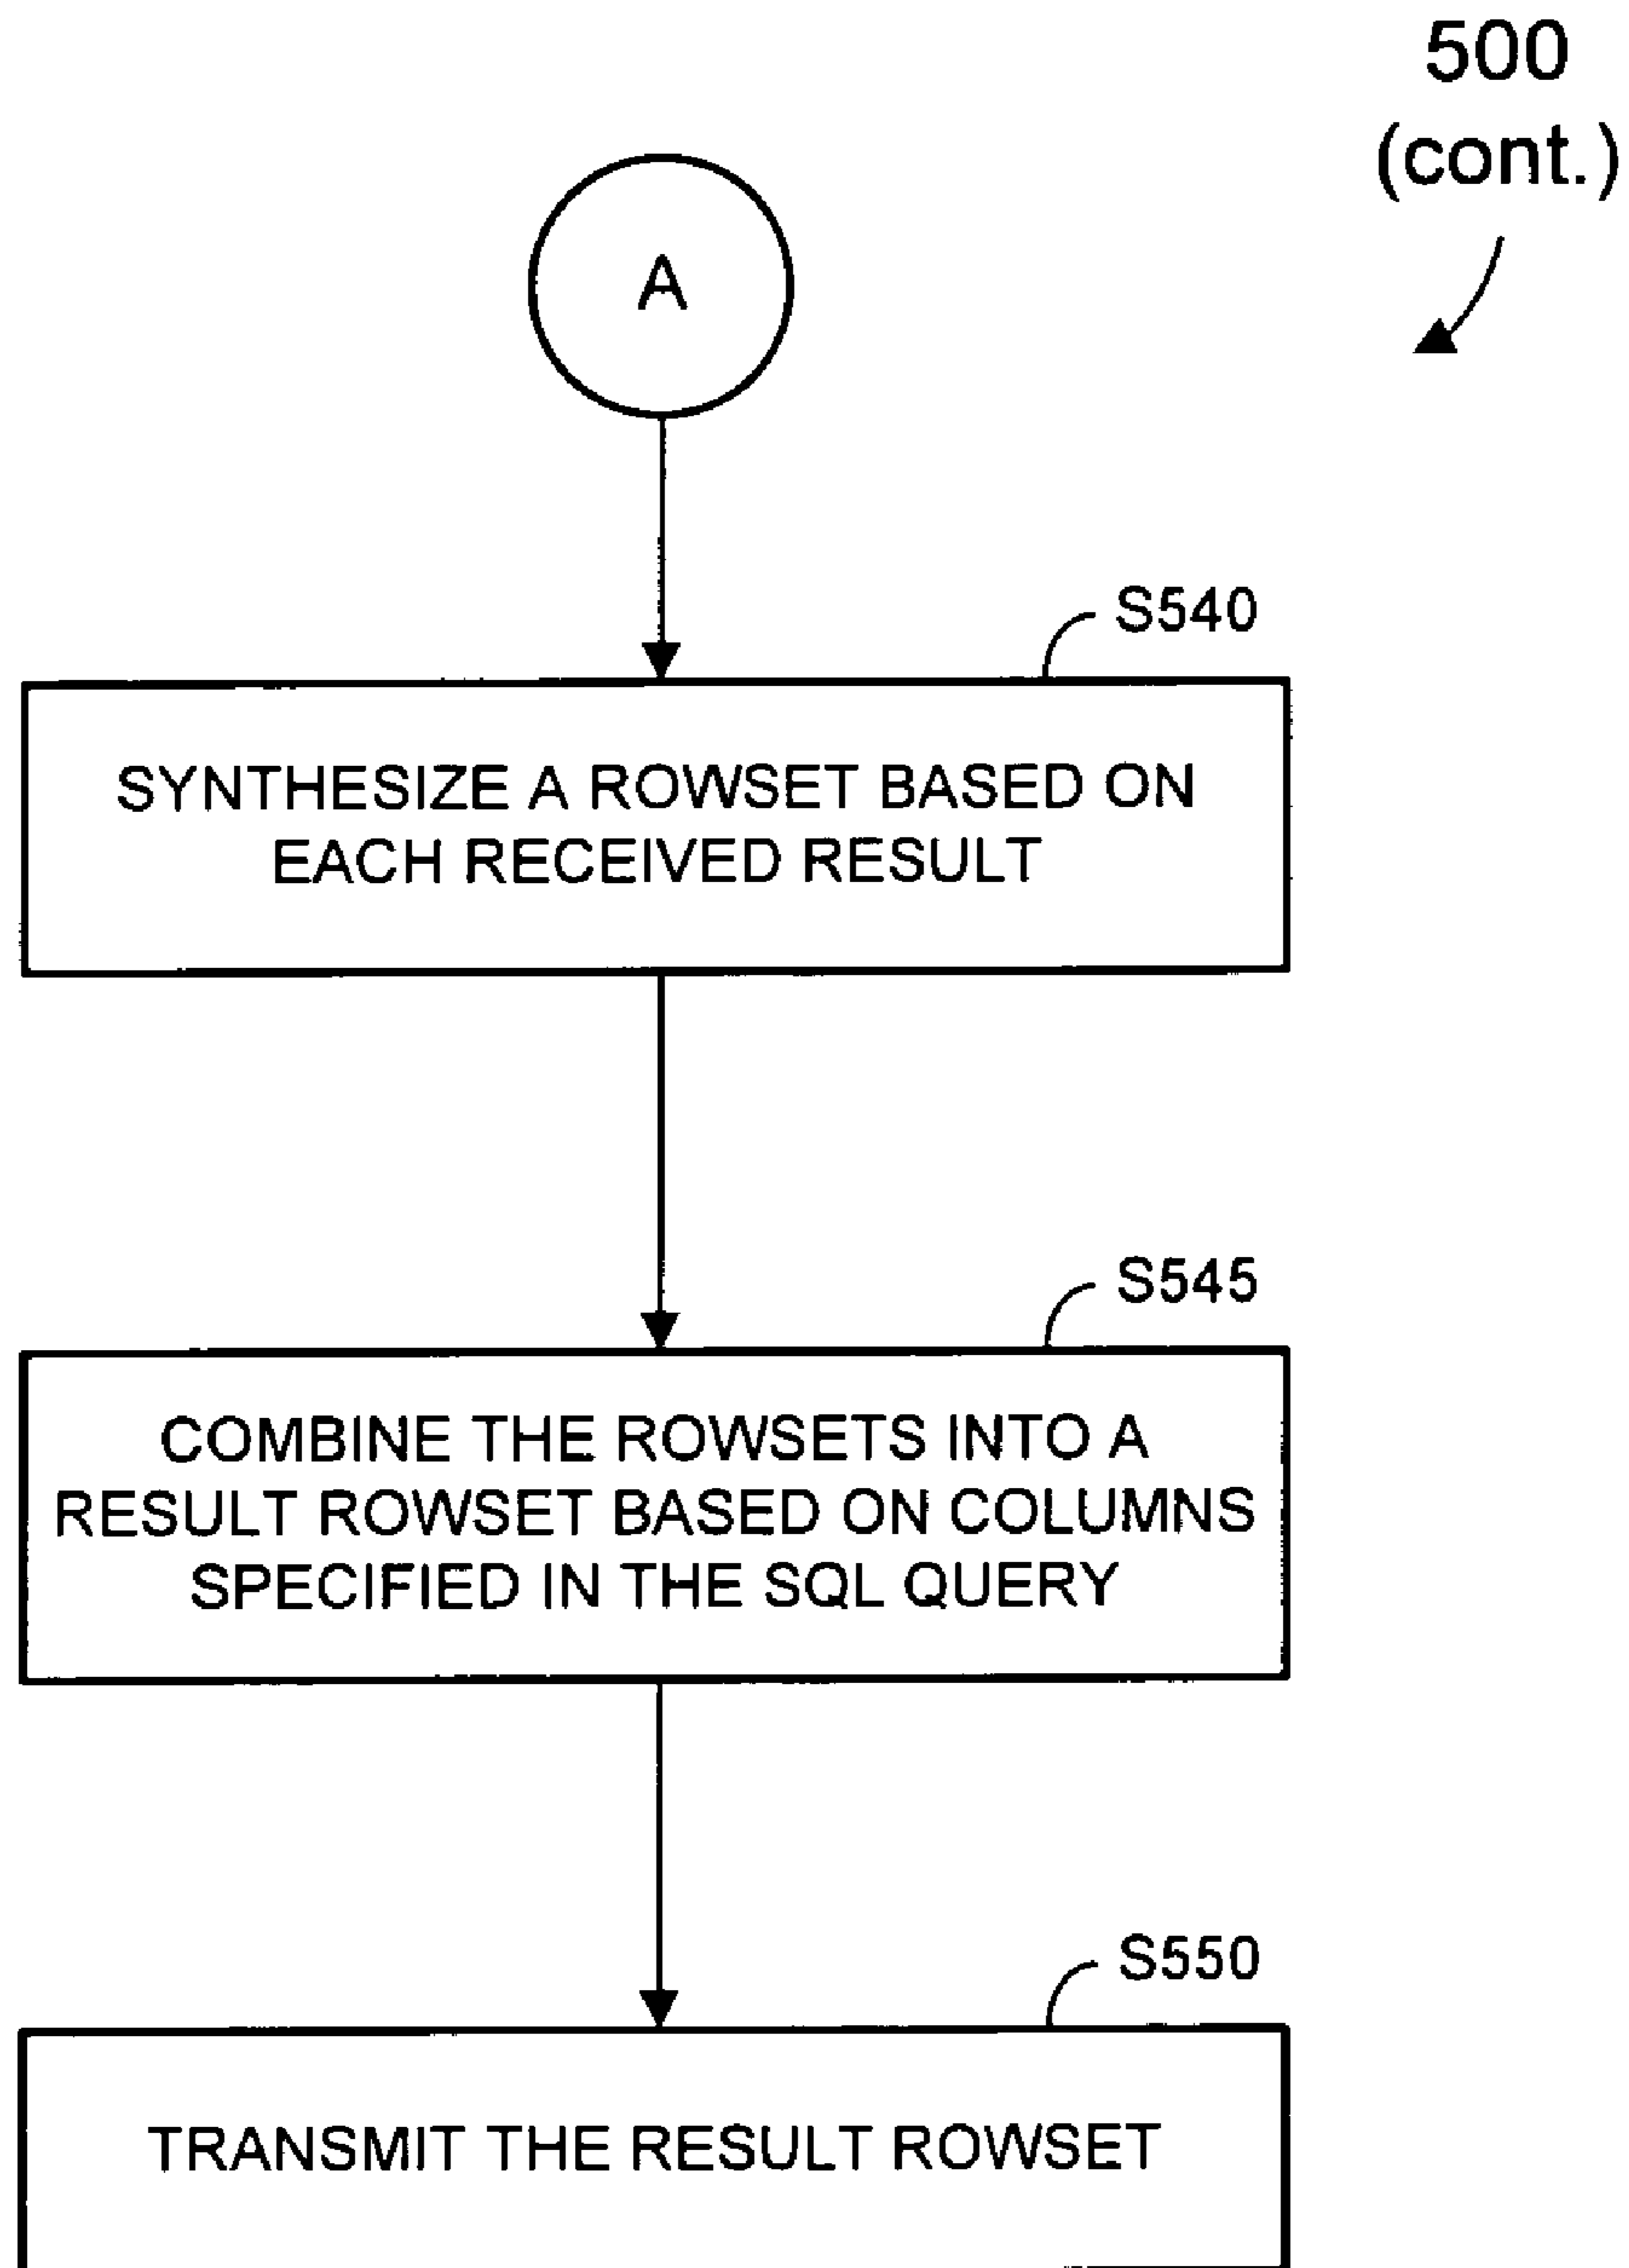 500
(cont.)
A
S540
SYNTHESIZE A ROWSET BASED ON
EACH RECEIVED RESULT
S545
COMBINE THE ROWSETS INTO A
RESULT ROWSET BASED ON COLUMNS
SPECIFIED IN THE SQL QUERY
S550
TRANSMIT THE RESULT ROWSET